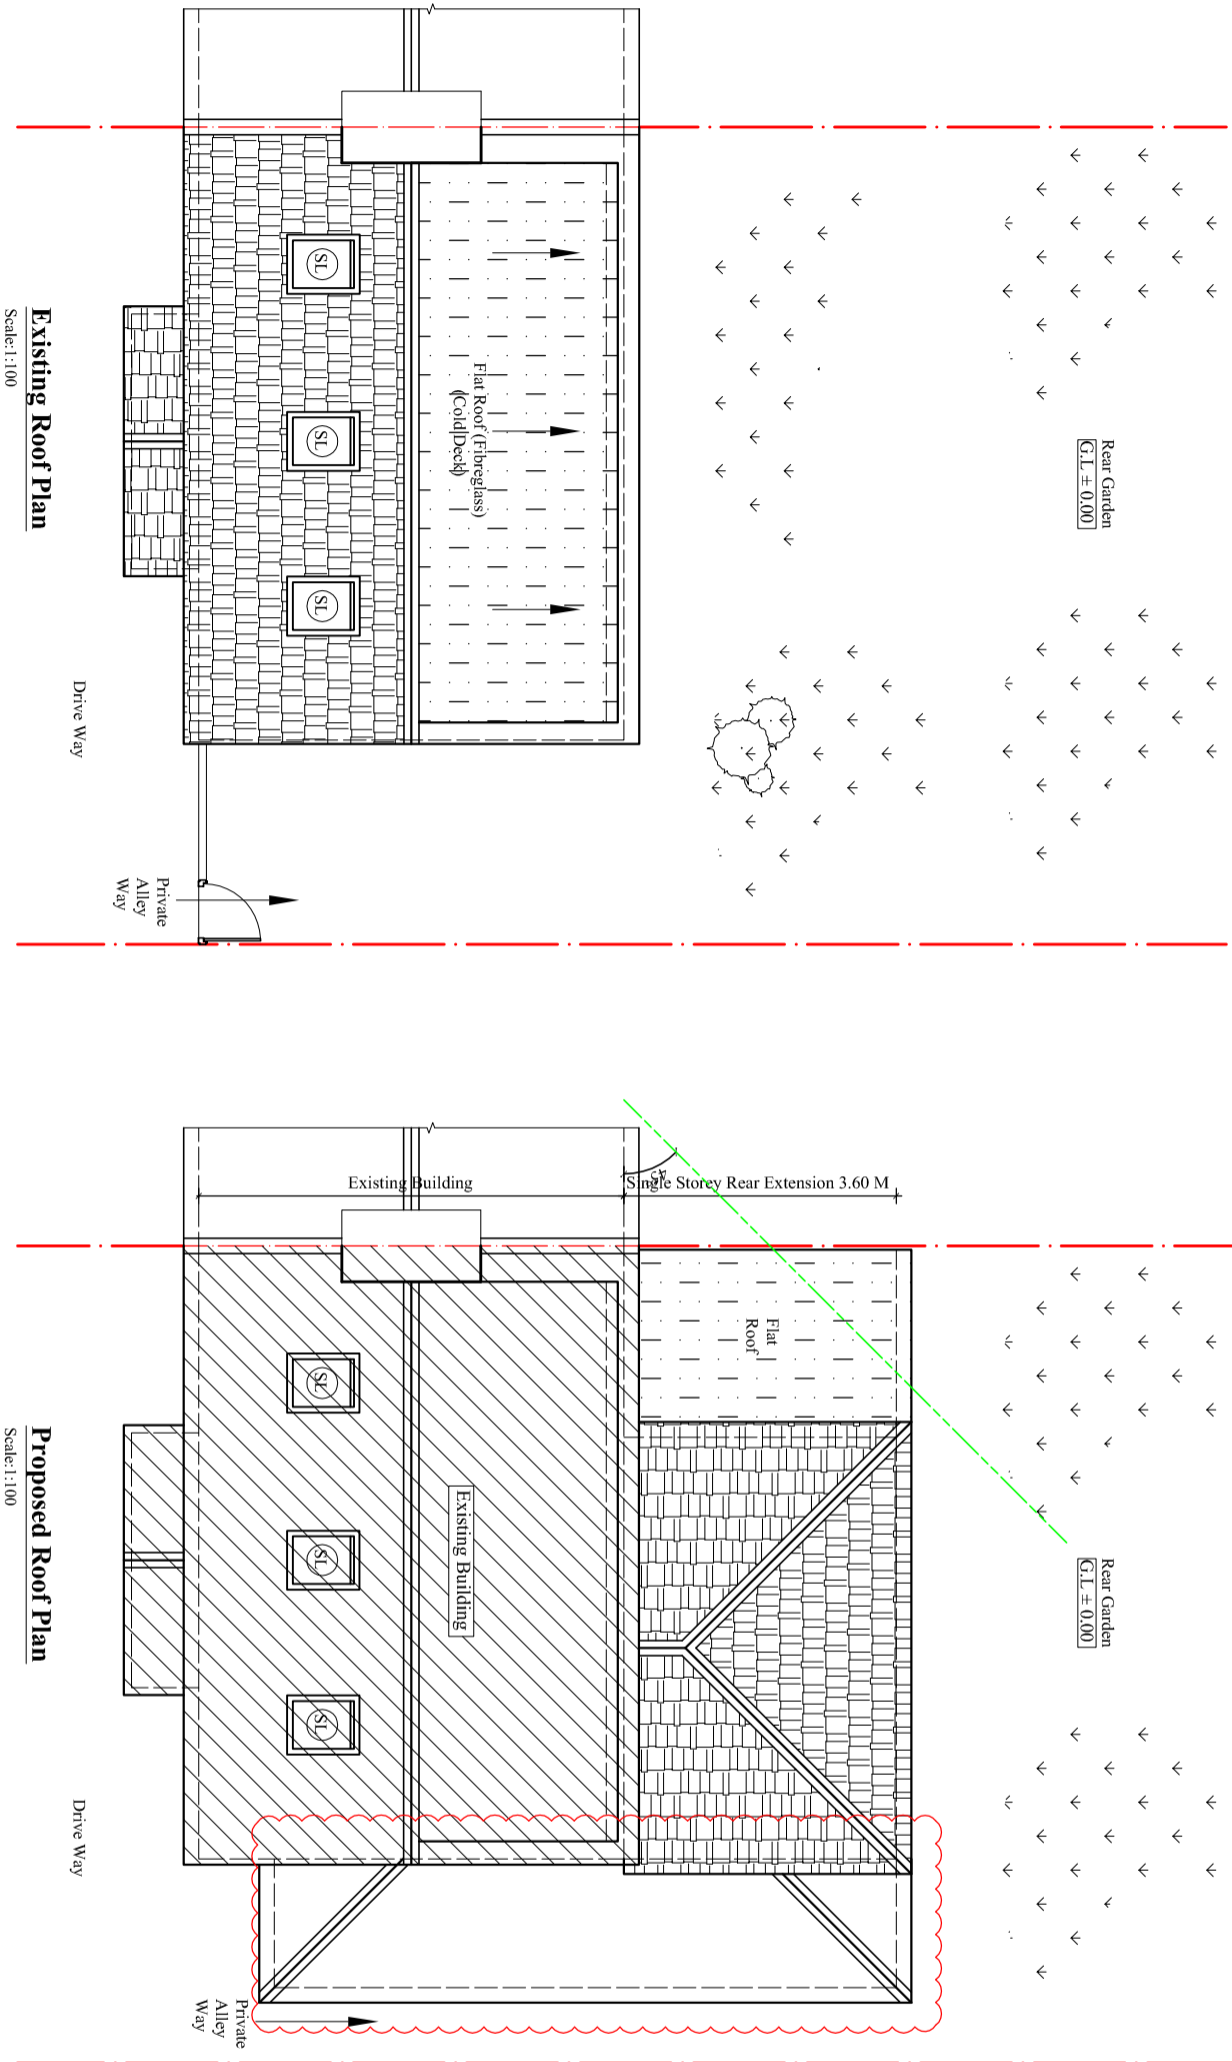 Rear Garden
G.L ± 0.00
Flat Roof (Fibreglass)
(Cold Deck)
SL
SL
SL
Private
Alley
Way
Drive Way
Existing Roof Plan
Scale:1:100
Rear Garden
G.L ± 0.00
Single Storey Rear Extension 3.60 M
Existing Building
Flat
Roof
Existing Building
SL
SL
SL
Private
Alley
Way
Drive Way
Proposed Roof Plan
Scale:1:100